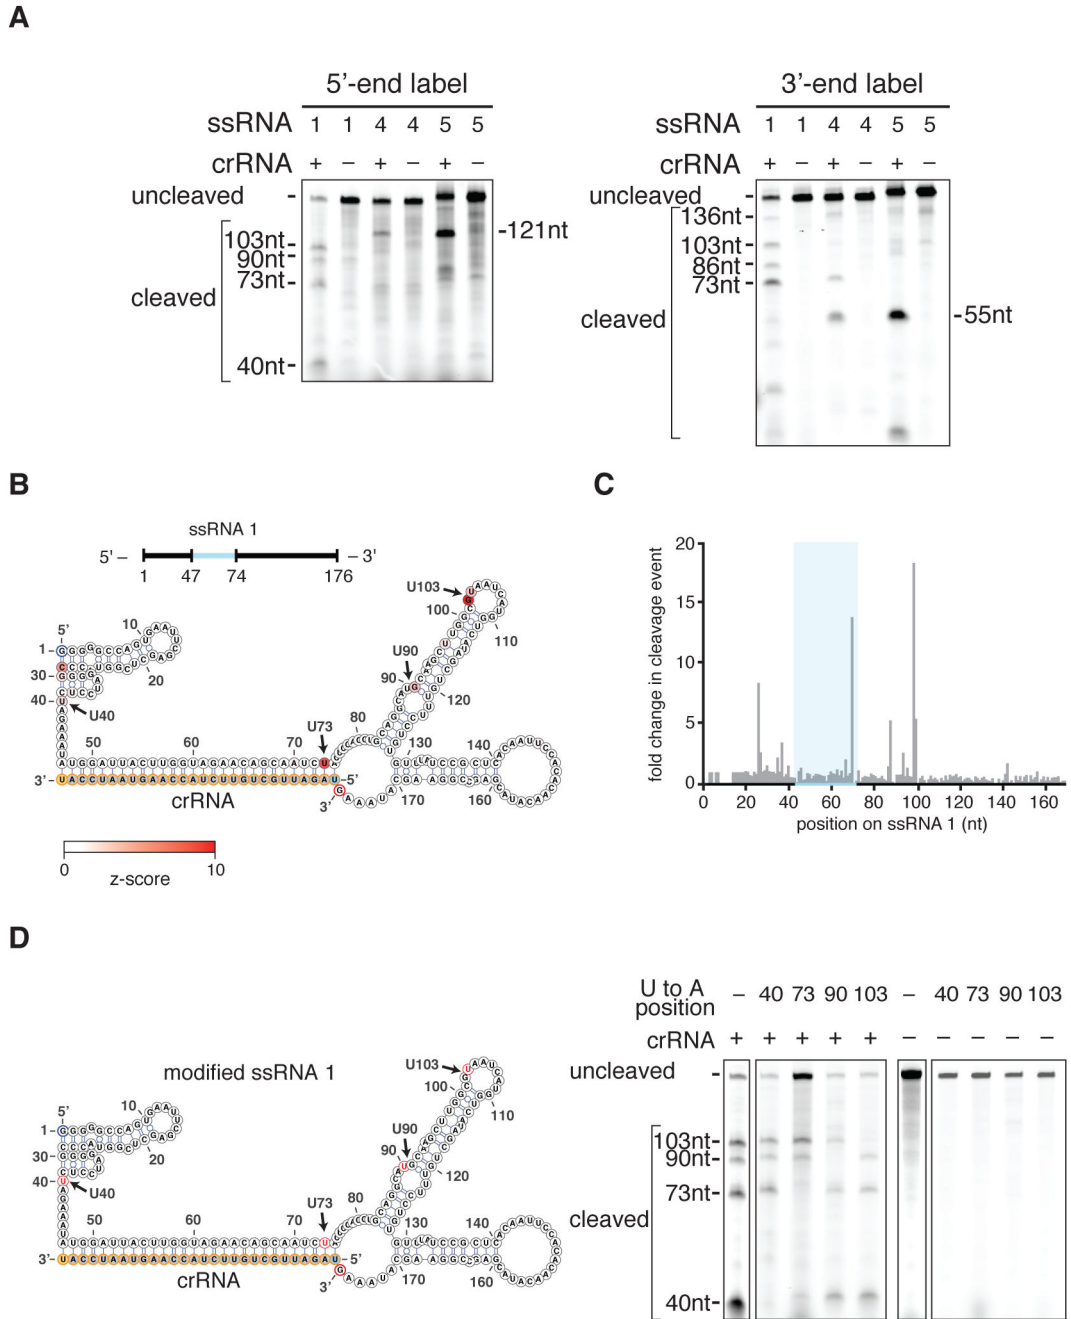 A
5'-end label
ssRNA 1 1 4 4 5 5
crRNA + – + – + –
uncleaved
103nt
90nt
73nt
cleaved
40nt
-121nt
3'-end label
ssRNA 1 1 4 4 5 5
crRNA + – + – + –
uncleaved
136nt
103nt
86nt
73nt
cleaved
-55nt
B
ssRNA 1
5' – – 3'
1 47 74 176
U103
100
110
U90
90
120
5'
1
10
20
30
40
U40
U73
80
50 60 70
130 140
3'-
-5'
crRNA
3'
170 160
0 10
z-score
C
fold change in cleavage event
20
15
10
5
0
0 20 40 60 80 100 120 140 160
position on ssRNA 1 (nt)
D
modified ssRNA 1
U103
100
110
U90
90
120
5'
1
10
20
30
40
U40
U73
80
50 60 70
130 140
3'-
-5'
crRNA
3'
170 160
U to A
position
– 40 73 90 103 – 40 73 90 103
crRNA + + + + + – – – – –
uncleaved
103nt
90nt
73nt
cleaved
40nt